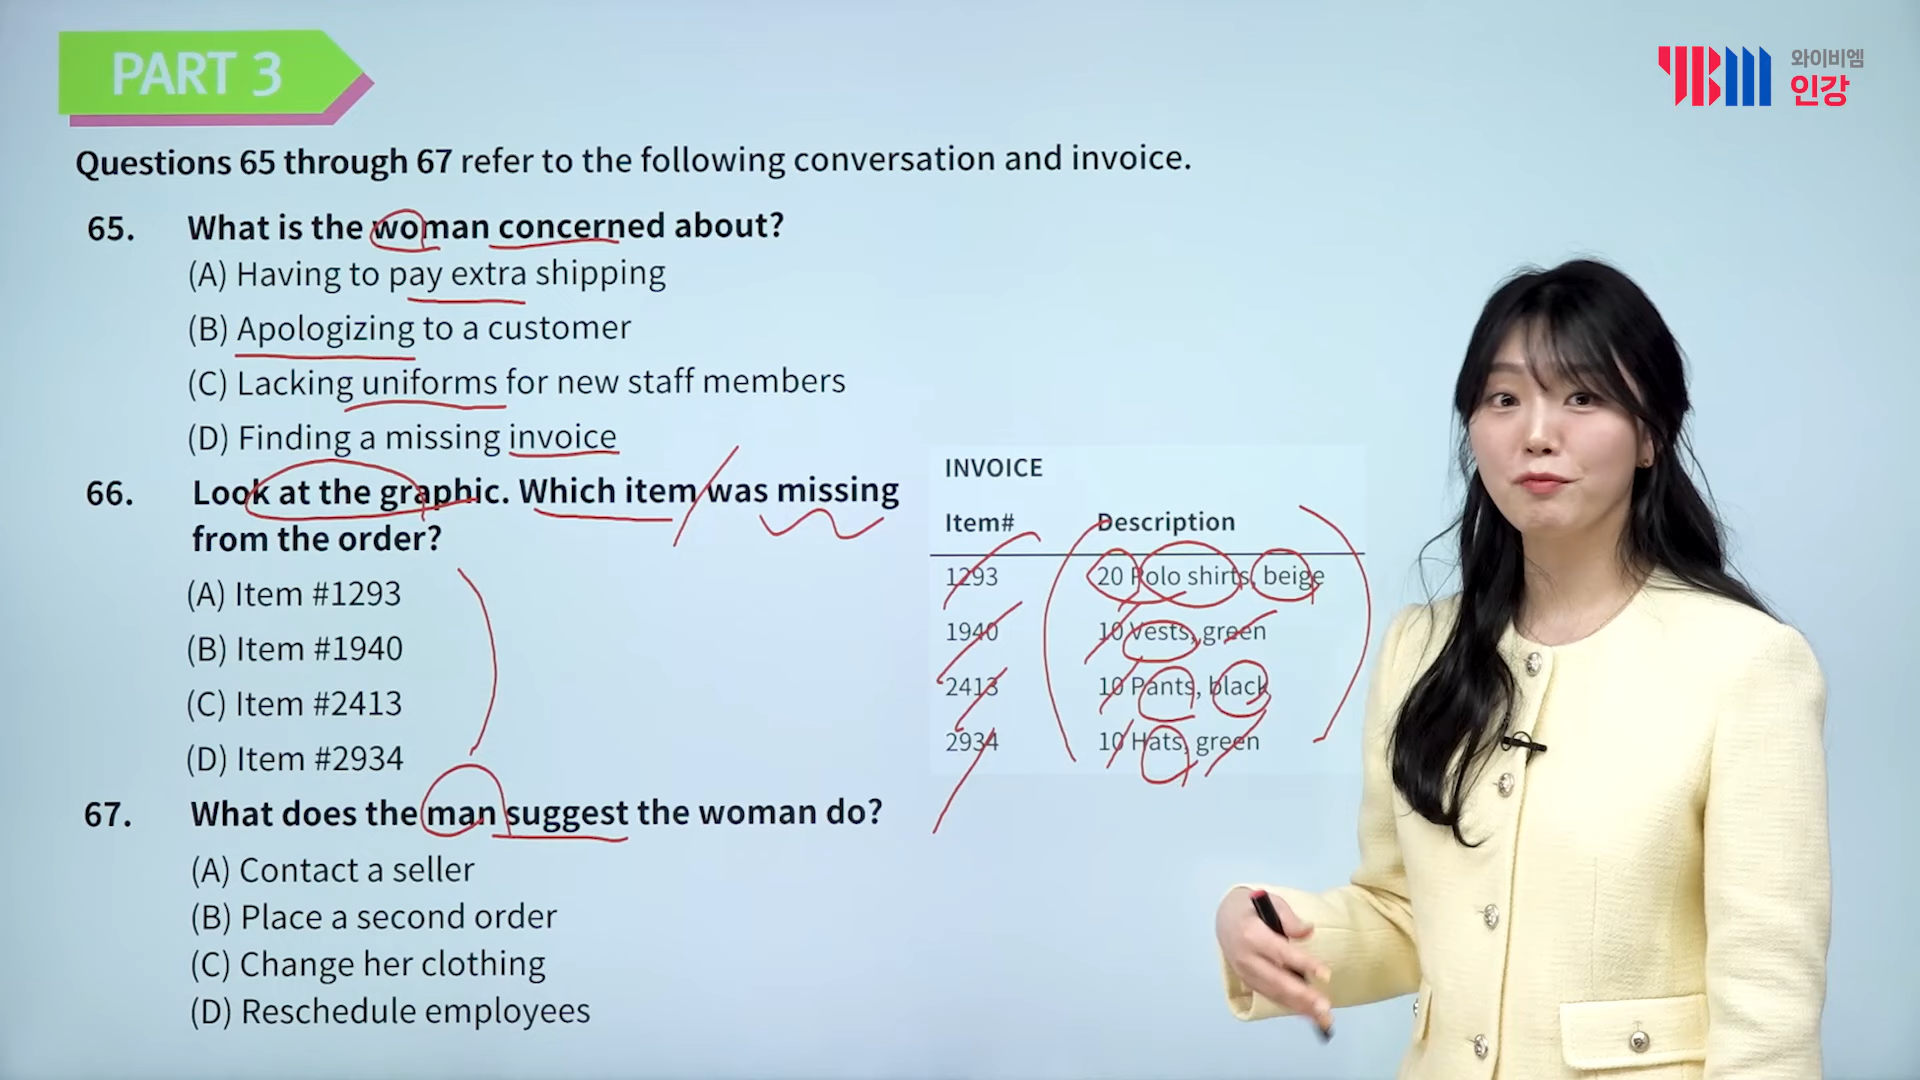 PART 3
YBM 와이비엠
인강
Questions 65 through 67 refer to the following conversation and invoice.
65. What is the woman concerned about?
(A) Having to pay extra shipping
(B) Apologizing to a customer
(C) Lacking uniforms for new staff members
(D) Finding a missing invoice
66. Look at the graphic. Which item was missing
from the order?
(A) Item #1293
(B) Item #1940
(C) Item #2413
(D) Item #2934
INVOICE
Item# Description
1293 20 Polo shirts, beige
1940 10 Vests, green
2413 10 Pants, black
2934 10 Hats, green
67. What does the man suggest the woman do?
(A) Contact a seller
(B) Place a second order
(C) Change her clothing
(D) Reschedule employees